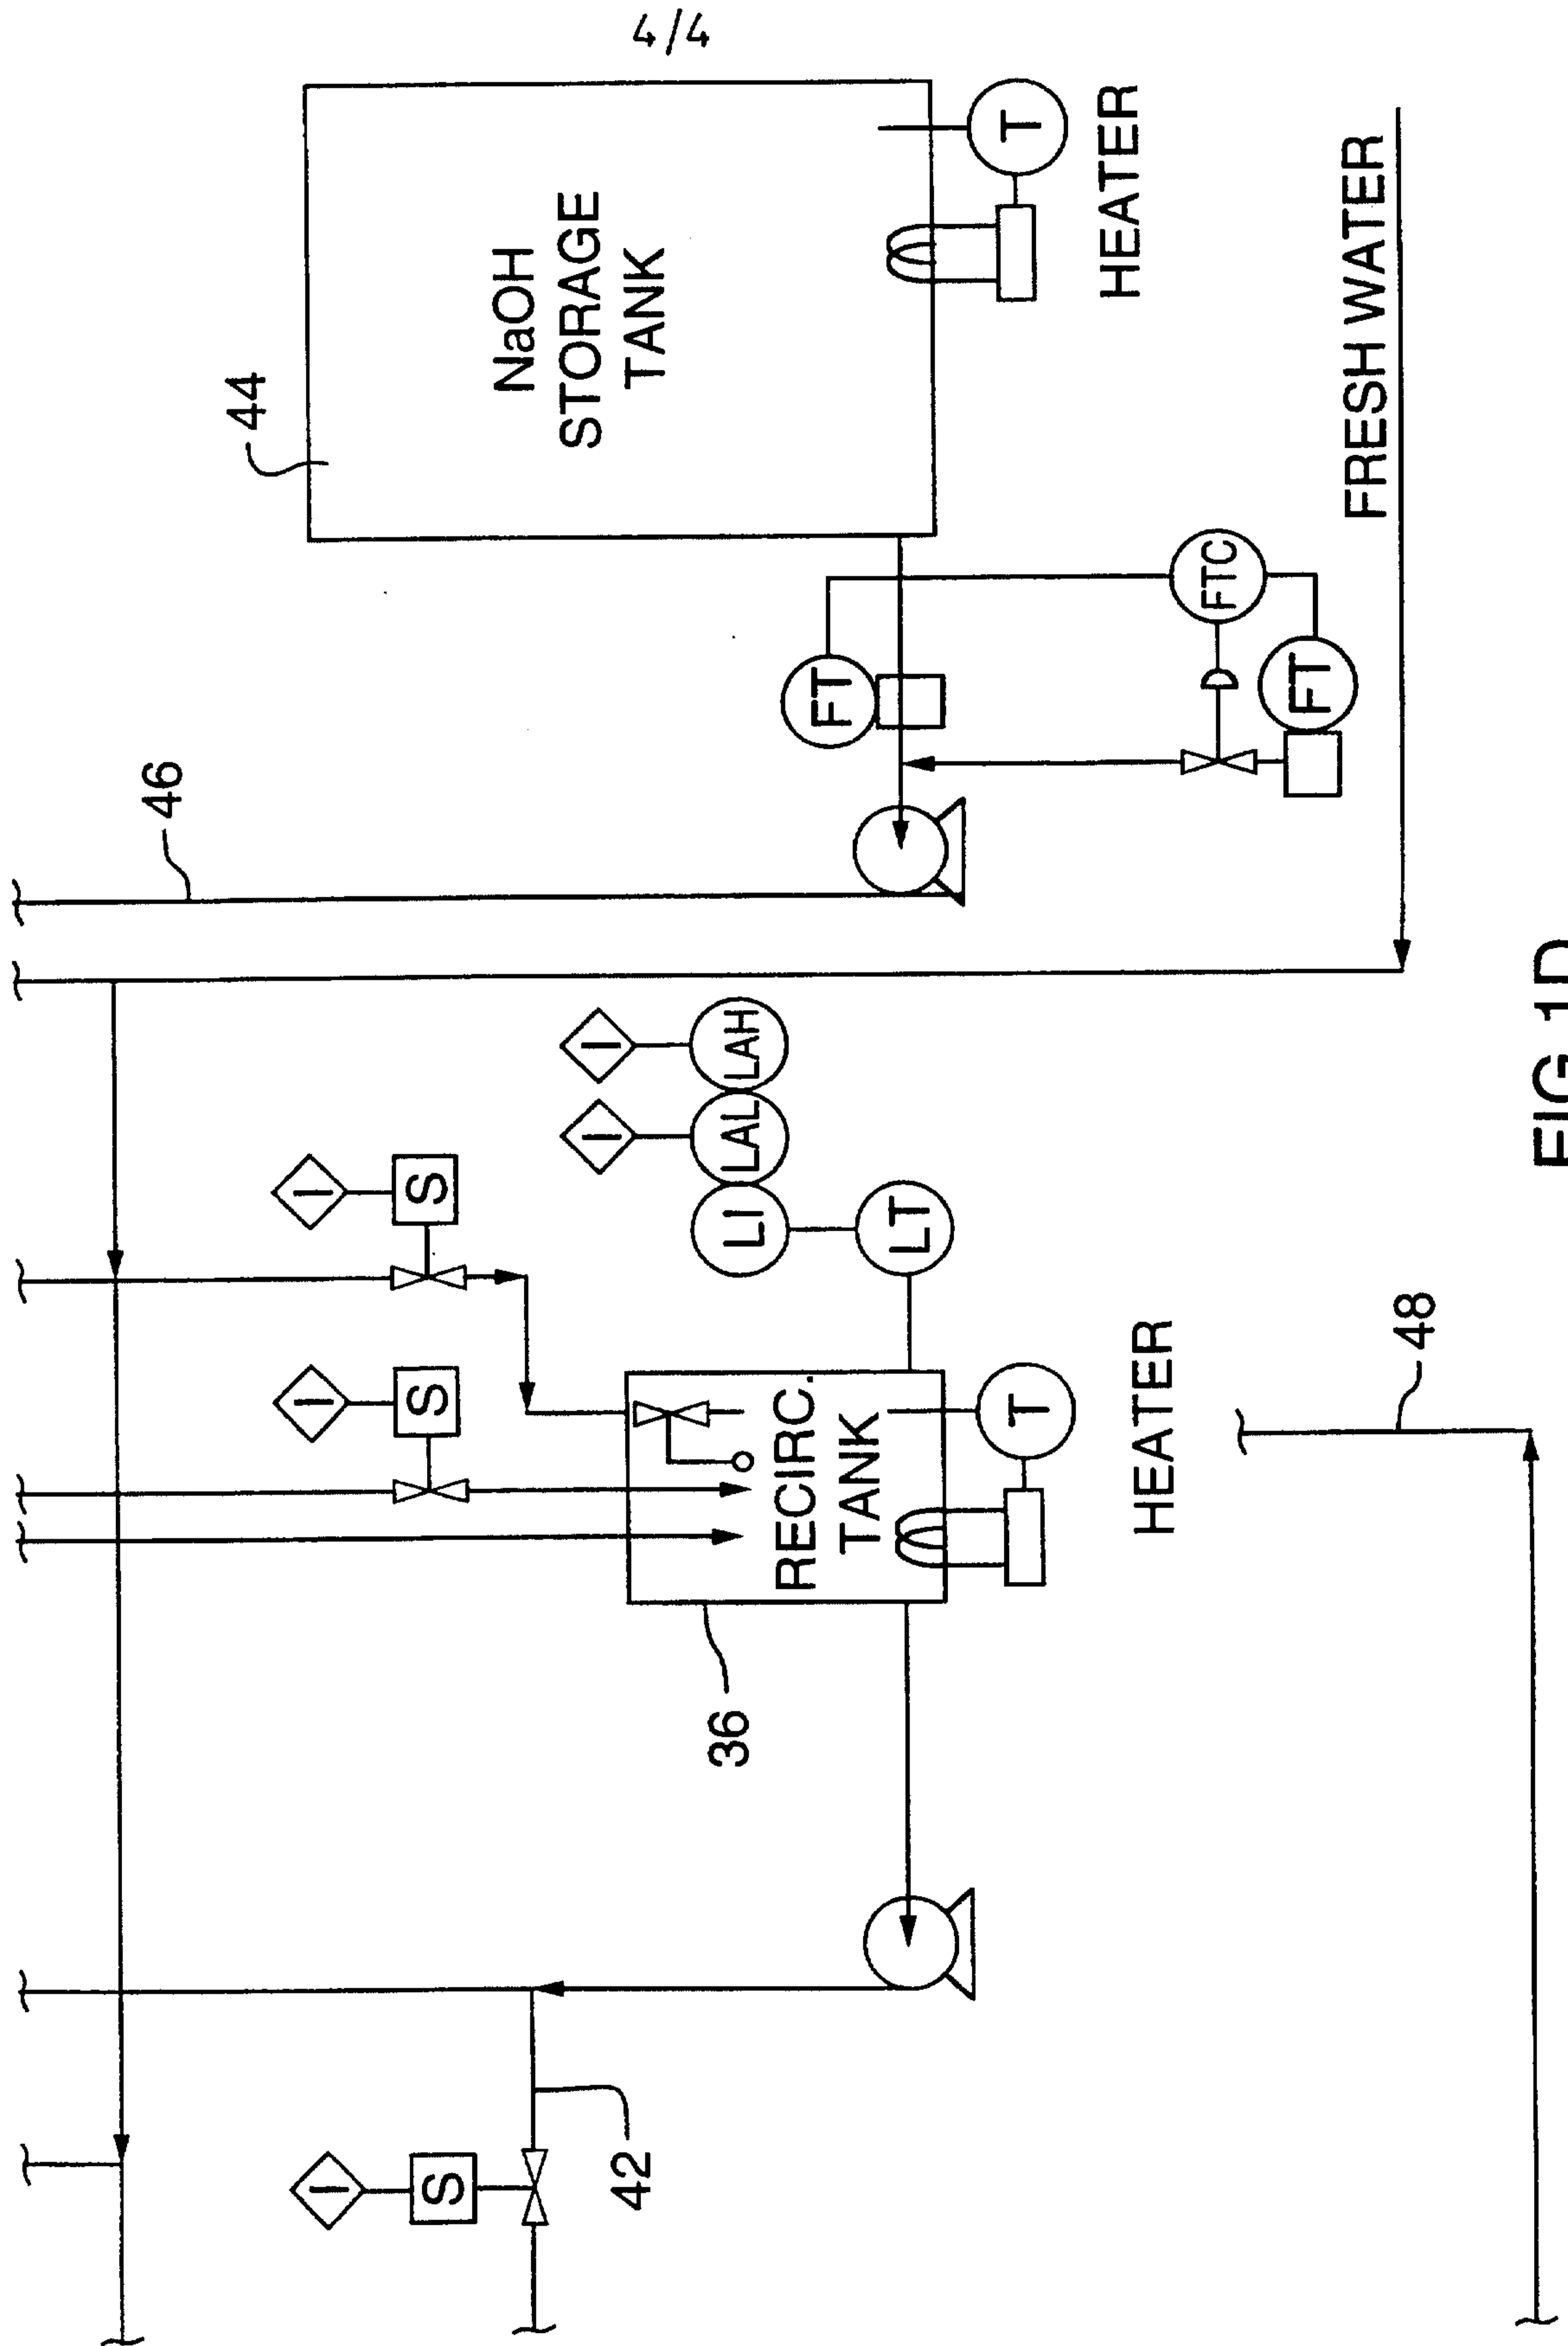 4/4
44
NaOH
STORAGE
TANK
T
HEATER
46
FT
FTC
FT
FRESH WATER
I
S
I
S
I
I
LI
LAL
LAH
LT
RECIRC.
TANK
T
HEATER
36
I
S
42
48
FIG. 1D